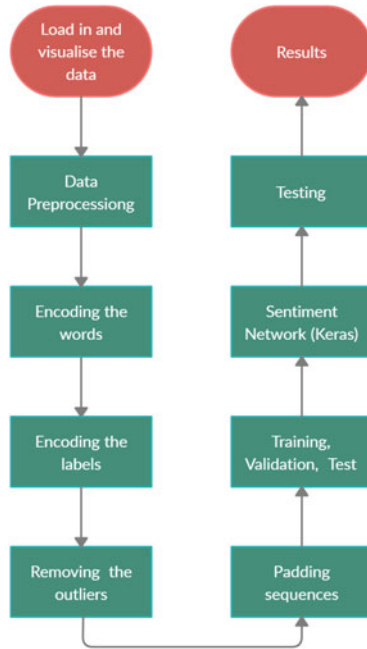 Load in and
visualise the
data
Data
Preprocessiong
Encoding the
words
Encoding the
labels
Removing the
outliers
Padding
sequences
Training,
Validation, Test
Sentiment
Network (Keras)
Testing
Results